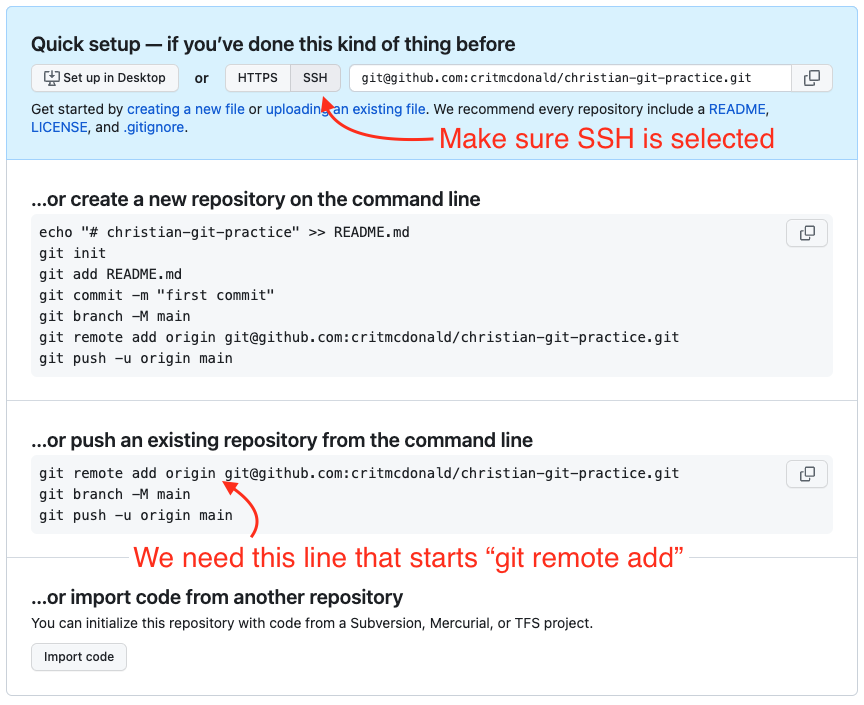 Quick setup — if you’ve done this kind of thing before
Set up in Desktop or HTTPS SSH git@github.com:critmcdonald/christian-git-practice.git
Get started by creating a new file or uploading an existing file. We recommend every repository include a README,
LICENSE, and .gitignore.
Make sure SSH is selected
...or create a new repository on the command line
echo "# christian-git-practice" >> README.md
git init
git add README.md
git commit -m "first commit"
git branch -M main
git remote add origin git@github.com:critmcdonald/christian-git-practice.git
git push -u origin main
...or push an existing repository from the command line
git remote add origin git@github.com:critmcdonald/christian-git-practice.git
git branch -M main
git push -u origin main
We need this line that starts “git remote add”
...or import code from another repository
You can initialize this repository with code from a Subversion, Mercurial, or TFS project.
Import code